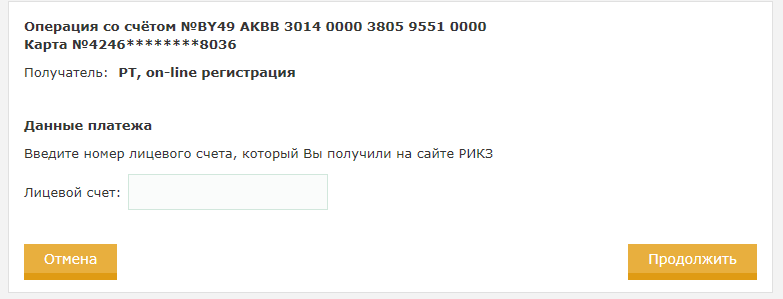 Операция со счётом №BY49 AKBB 3014 0000 3805 9551 0000
Карта №4246********8036
Получатель: РТ, on-line регистрация
Данные платежа
Введите номер лицевого счета, который Вы получили на сайте РИКЗ
Лицевой счет:
Отмена Продолжить